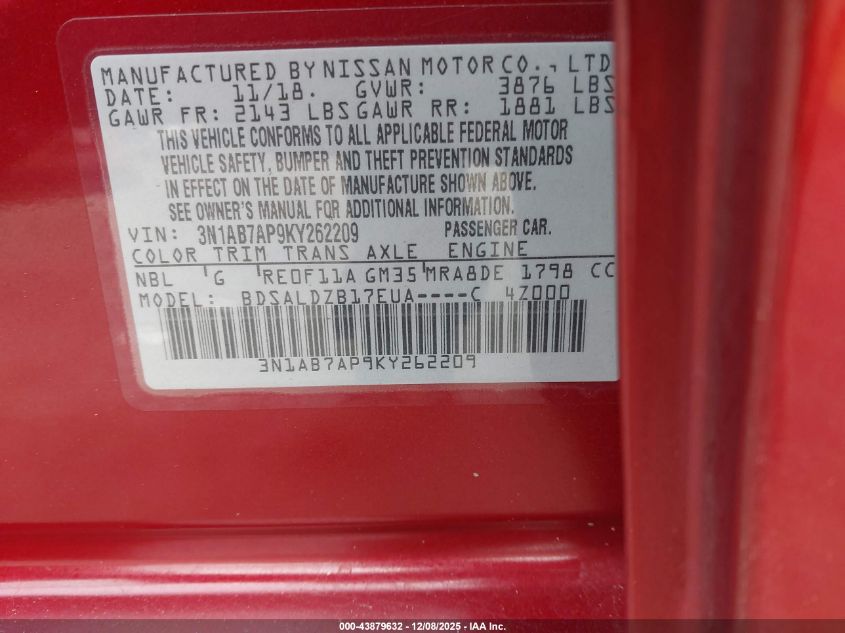 MANUFACTURED BY NISSAN MOTOR CO., LTD
DATE: 11/18. GVWR: 3876 LBS
GAWR FR: 2143 LBS GAWR RR: 1881 LBS
THIS VEHICLE CONFORMS TO ALL APPLICABLE FEDERAL MOTOR
VEHICLE SAFETY, BUMPER AND THEFT PREVENTION STANDARDS
IN EFFECT ON THE DATE OF MANUFACTURE SHOWN ABOVE.
SEE OWNER'S MANUAL FOR ADDITIONAL INFORMATION.
VIN: 3N1AB7AP9KY262209 PASSENGER CAR.
COLOR TRIM TRANS AXLE ENGINE
NBL 'G 'RE0F11A GM35'MRA8DE 1798 CC
MODEL: BDSALDZB17EUA----C 4Z000
3N1AB7AP9KY262209
000-43879632 - 12/08/2025 - IAA Inc.